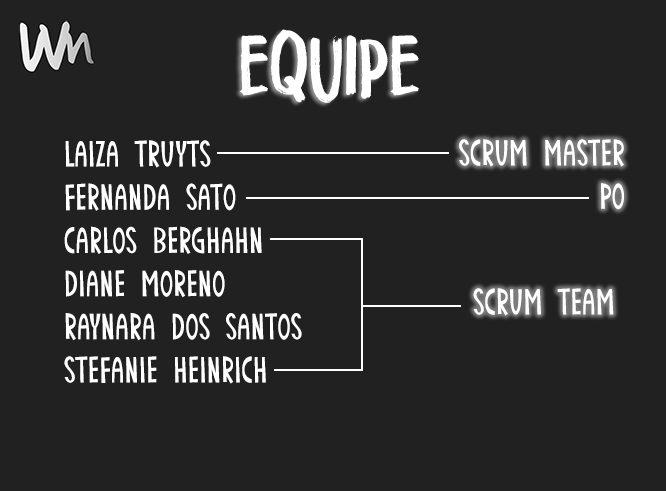 Wm
EQUIPE
LAIZA TRUYTS SCRUM MASTER
FERNANDA SATO PO
CARLOS BERGHAHN
DIANE MORENO
SCRUM TEAM
RAYNARA DOS SANTOS
STEFANIE HEINRICH